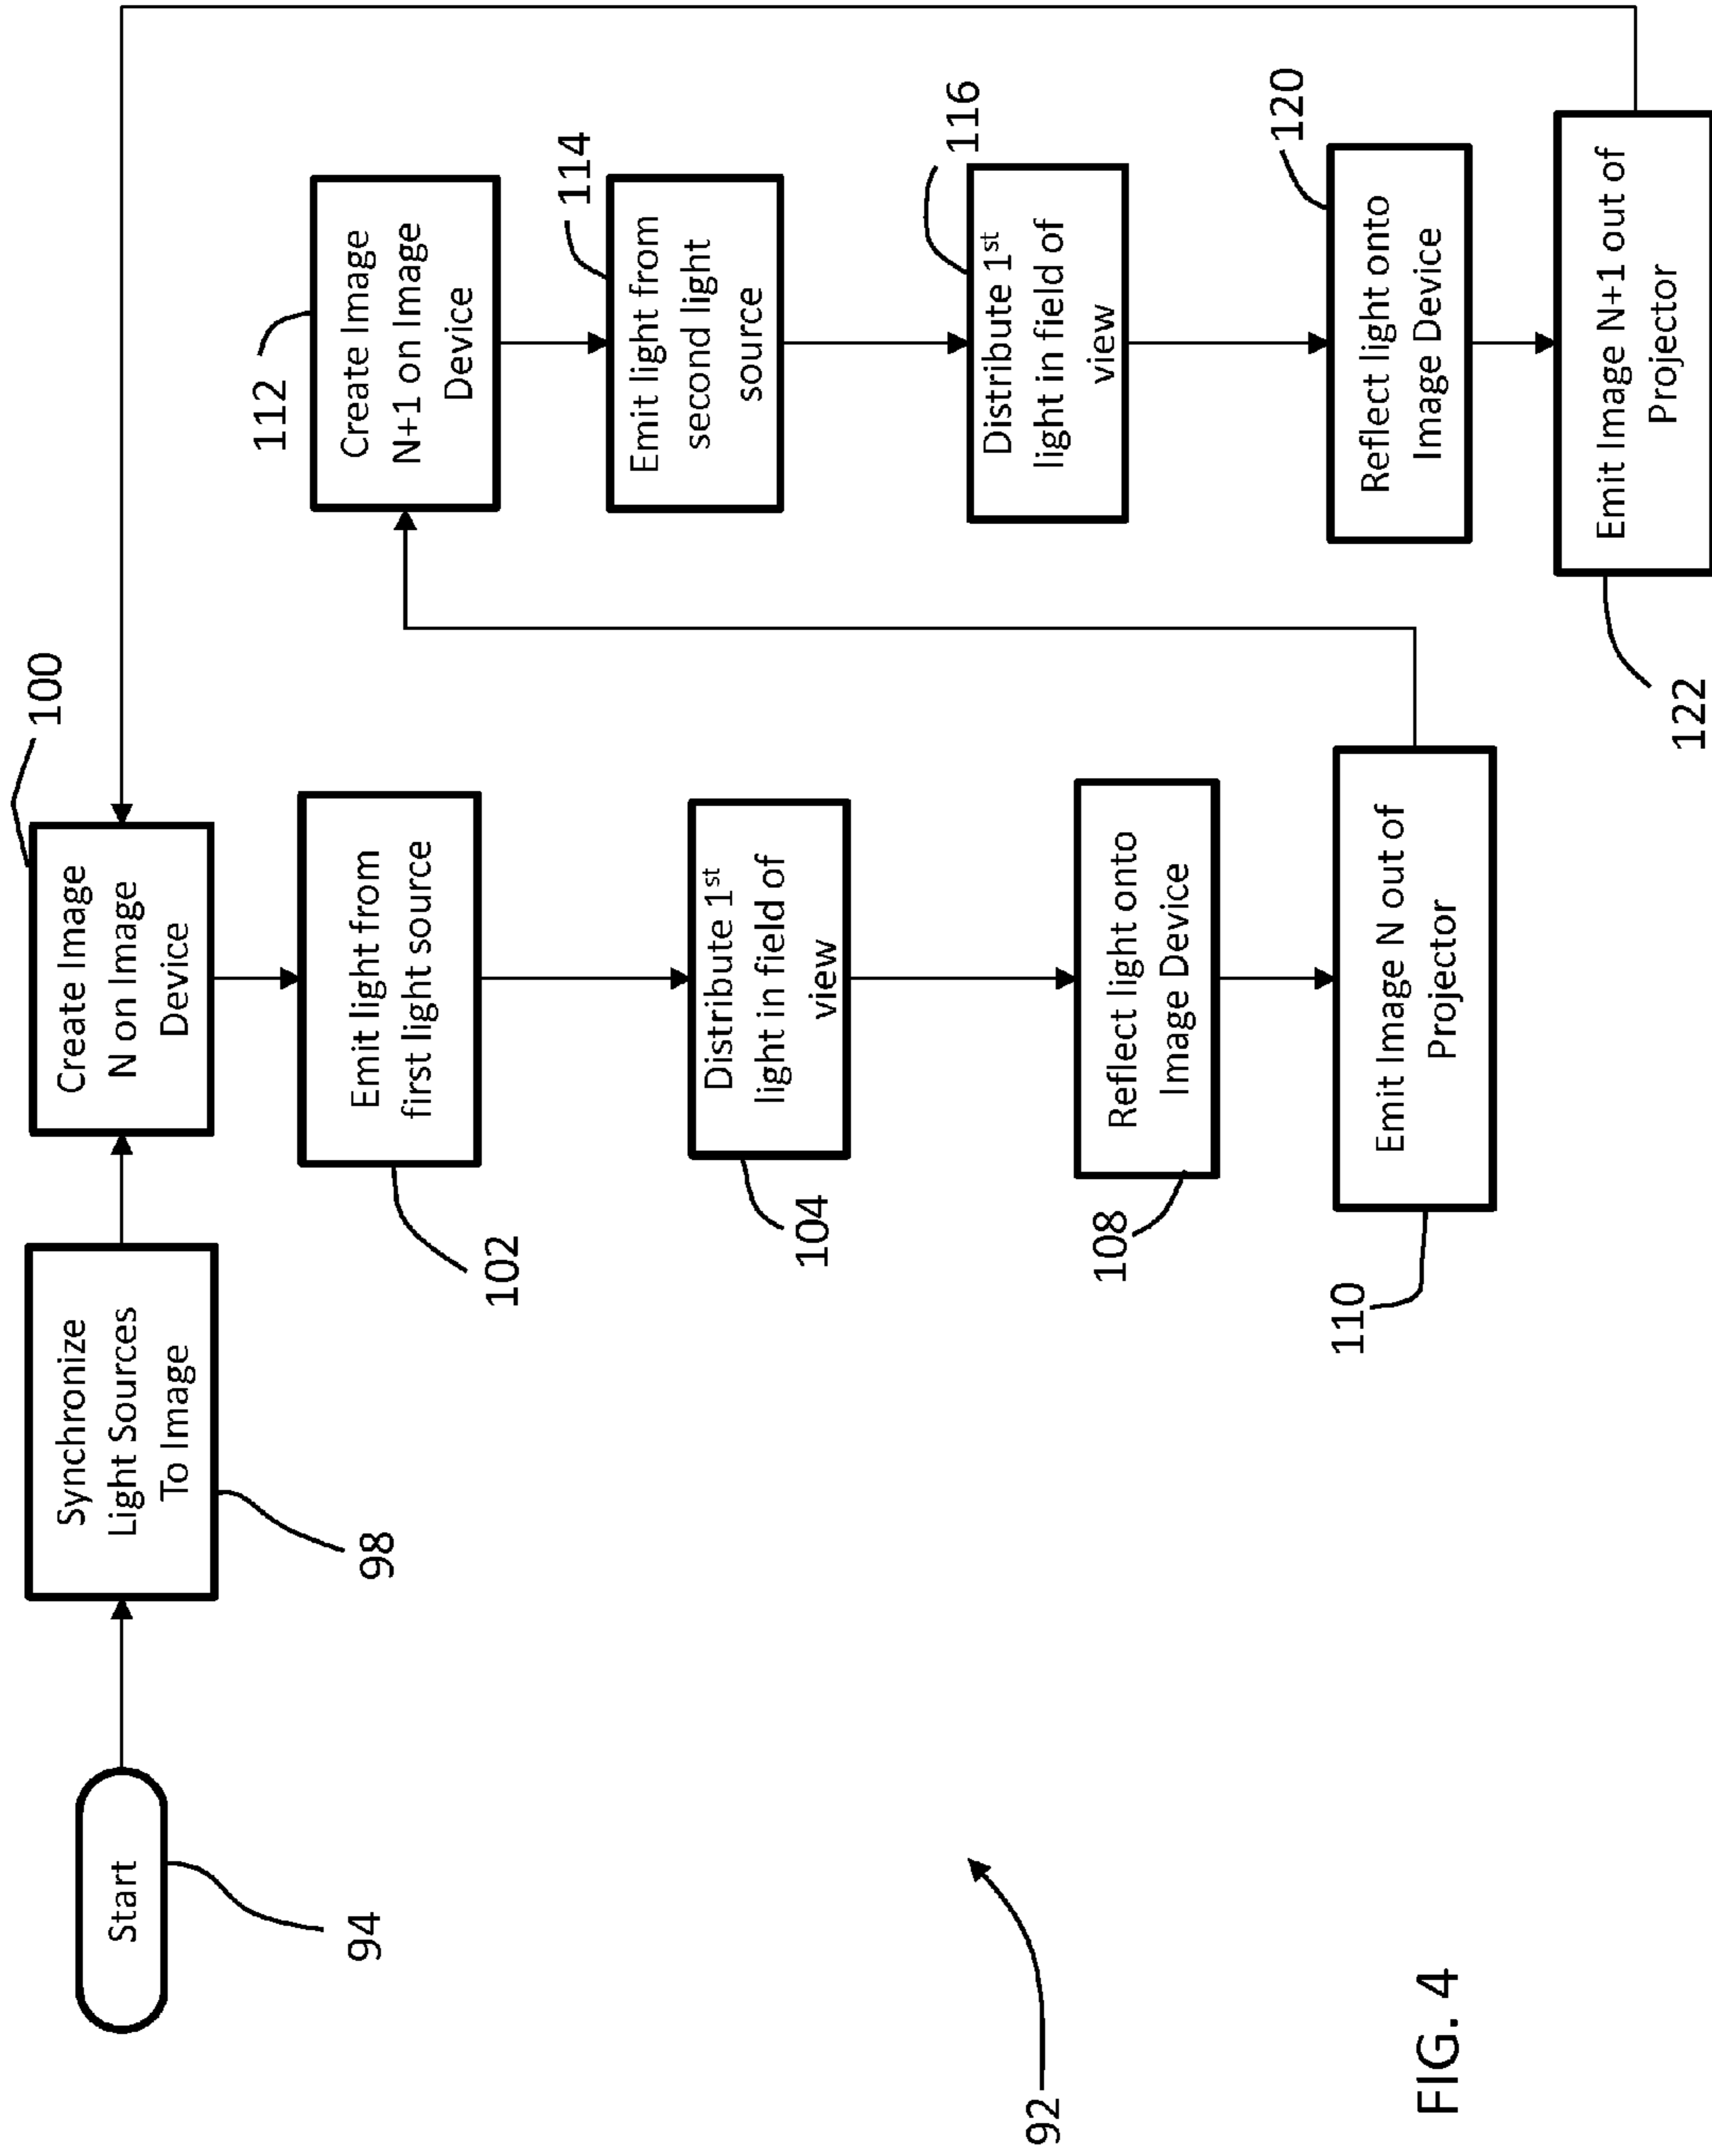 Start
94
Synchronize
Light Sources
To Image
98
Create Image
N on Image
Device
100
Emit light from
first light source
102
Distribute 1st
light in field of
view
104
Reflect light onto
Image Device
108
Emit Image N out of
Projector
110
Create Image
N+1 on Image
Device
112
Emit light from
second light
source
114
Distribute 1st
light in field of
view
116
Reflect light onto
Image Device
120
Emit Image N+1 out of
Projector
122
92
FIG. 4